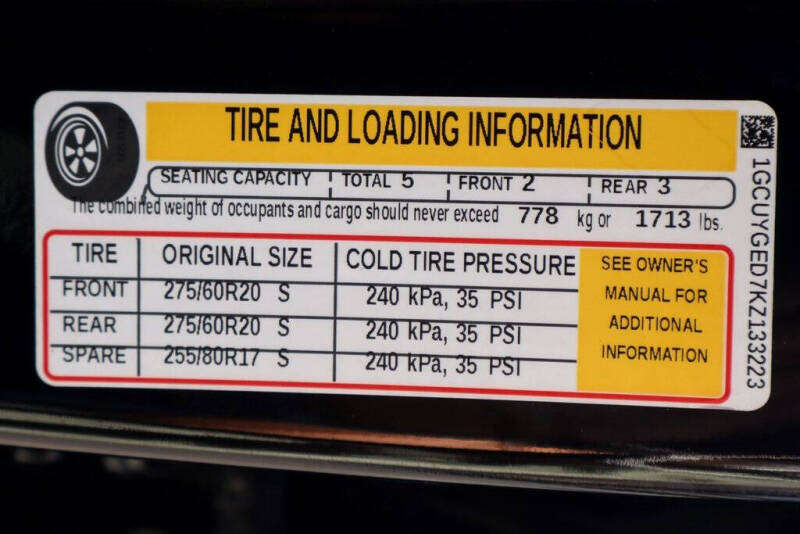 TIRE AND LOADING INFORMATION
SEATING CAPACITY TOTAL 5 FRONT 2 REAR 3
The combined weight of occupants and cargo should never exceed 778 kg or 1713 lbs.
TIRE ORIGINAL SIZE COLD TIRE PRESSURE
FRONT 275/60R20 S 240 kPa, 35 PSI
REAR 275/60R20 S 240 kPa, 35 PSI
SPARE 255/80R17 S 240 kPa, 35 PSI
SEE OWNER'S
MANUAL FOR
ADDITIONAL
INFORMATION
1GCUYGED7KZ133223